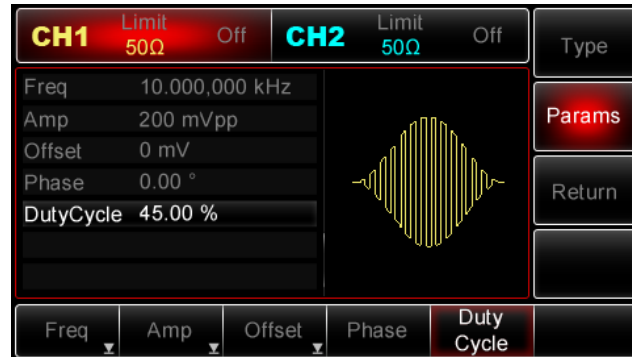 CH1 Limit 50Ω Off CH2 Limit 50Ω Off
Type
Freq 10.000,000 kHz
Amp 200 mVpp
Offset 0 mV
Phase 0.00 °
DutyCycle 45.00 %
Params
Return
Freq Amp Offset Phase Duty Cycle